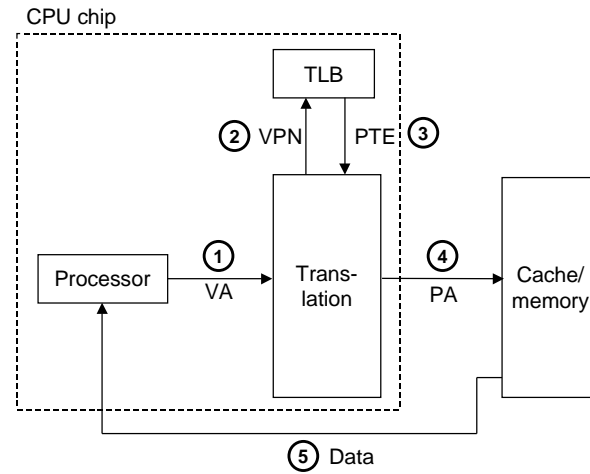 CPU chip
TLB
2 VPN
PTE 3
1
Processor
VA
Trans-
lation
4
PA
Cache/
memory
5 Data